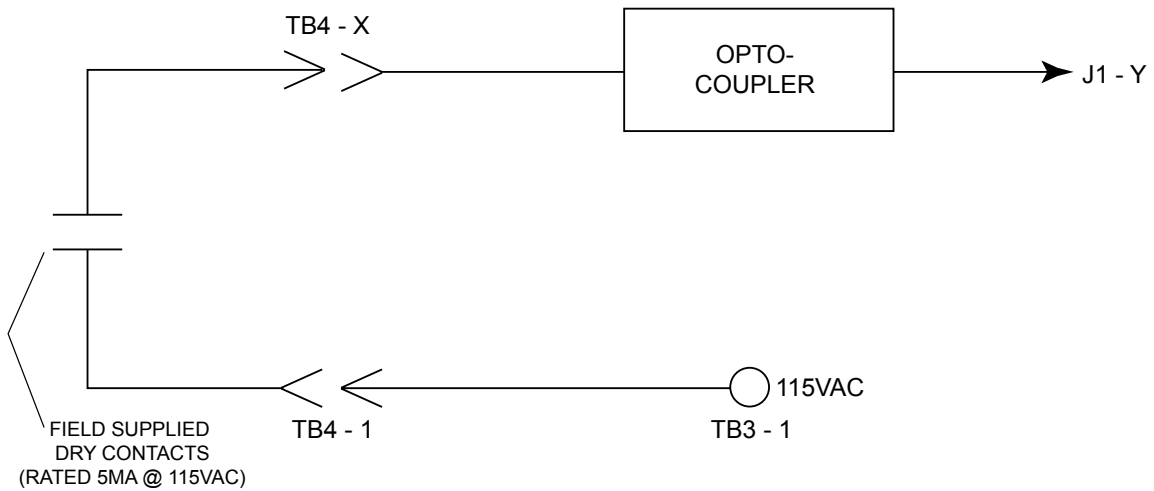 TB4 - X
OPTO-
COUPLER
J1 - Y
115VAC
TB4 - 1
TB3 - 1
FIELD SUPPLIED
DRY CONTACTS
(RATED 5MA @ 115VAC)